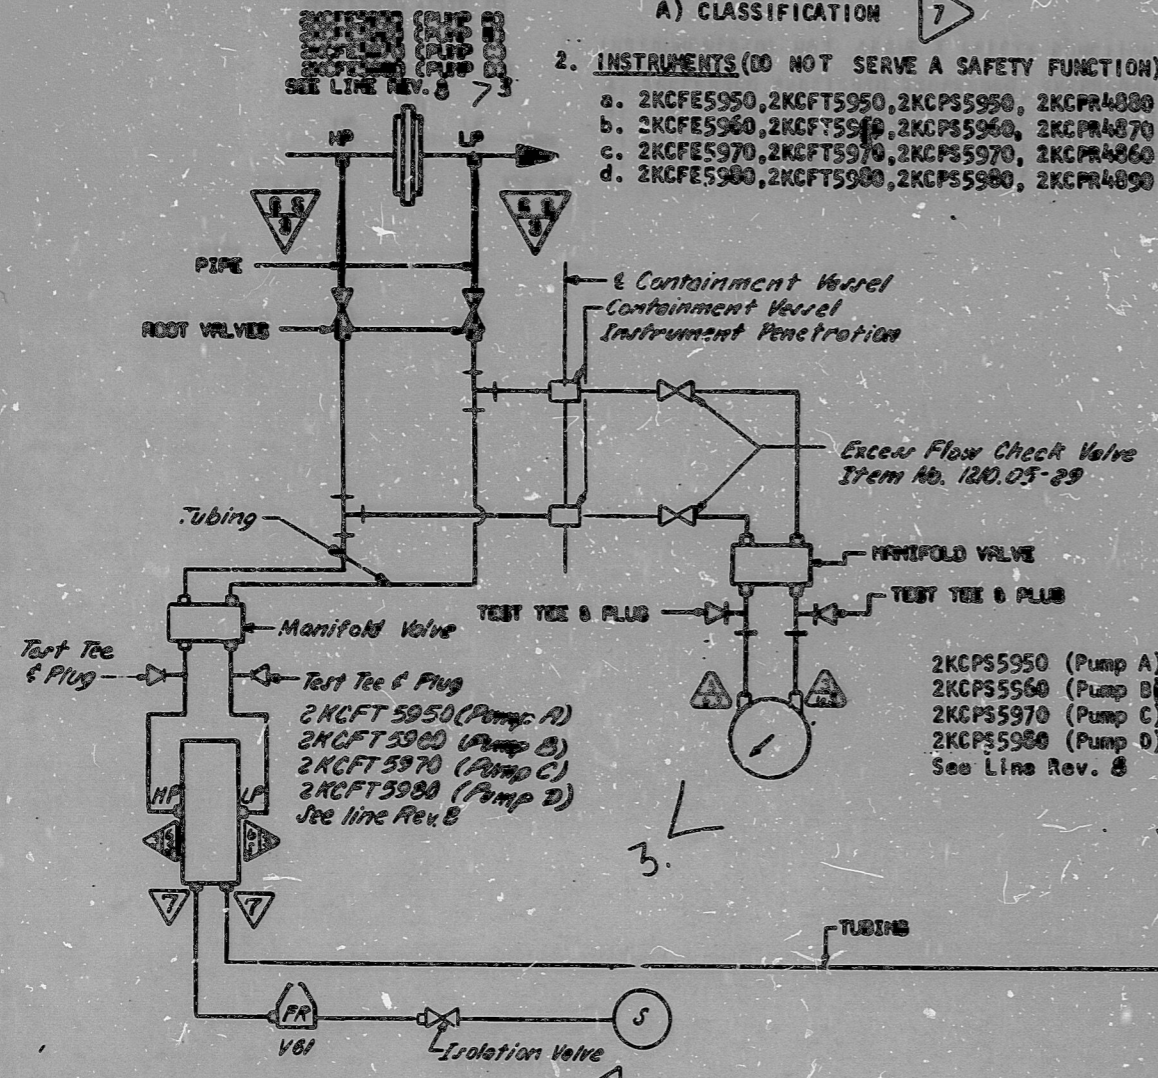 A) CLASSIFICATION 7
2. INSTRUMENTS (DO NOT SERVE A SAFETY FUNCTION)
a. 2KCFE5950, 2KCFT5950, 2KCPS5950, 2KCPR4880
b. 2KCFE5960, 2KCFT5960, 2KCPS5960, 2KCPR4870
c. 2KCFE5970, 2KCFT5970, 2KCPS5970, 2KCPR4860
d. 2KCFE5980, 2KCFT5980, 2KCPS5980, 2KCPR4890
SEE LINE REV. 8 > 3
HP
LP
PIPE
ROOT VALVES
℄ Containment Vessel
Containment Vessel
Instrument Penetration
Excess Flow Check Valve
Item No. 1210.05-29
Tubing
MANIFOLD VALVE
TEST TEE & PLUG
TEST TEE & PLUG
Manifold Valve
Test Tee
& Plug
Test Tee & Plug
2KCFT 5950 (Pump A)
2KCFT 5960 (Pump B)
2KCFT 5970 (Pump C)
2KCFT 5980 (Pump D)
See line Rev. 8
2KCPS5950 (Pump A)
2KCPS5960 (Pump B)
2KCPS5970 (Pump C)
2KCPS5980 (Pump D)
See Line Rev. 8
HP
LP
3.
7
7
TUBING
FR
V61
S
Isolation Valve